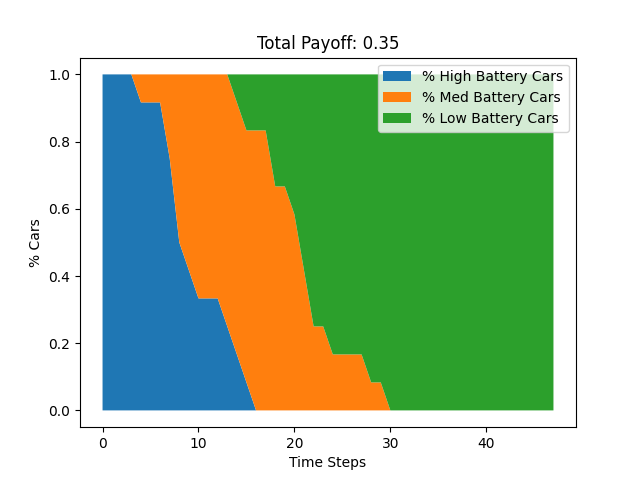 Total Payoff: 0.35
% High Battery Cars
% Med Battery Cars
% Low Battery Cars
1.0
0.8
0.6
0.4
0.2
0.0
% Cars
0
10
20
30
40
Time Steps